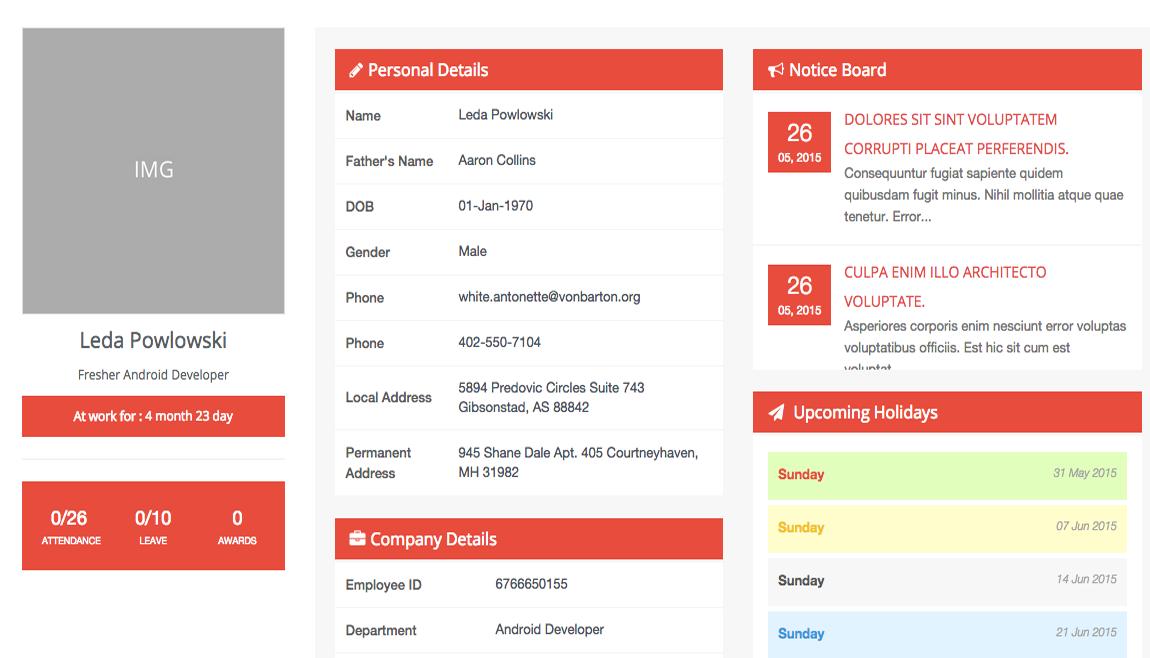 IMG
Leda Powlowski
Fresher Android Developer
At work for : 4 month 23 day
0/26 0/10 0
ATTENDANCE LEAVE AWARDS
Personal Details
Name Leda Powlowski
Father's Name Aaron Collins
DOB 01-Jan-1970
Gender Male
Phone white.antonette@vonbarton.org
Phone 402-550-7104
Local Address 5894 Predovic Circles Suite 743
Gibsonstad, AS 88842
Permanent 945 Shane Dale Apt. 405 Courtneyhaven,
Address MH 31982
Company Details
Employee ID 6766650155
Department Android Developer
Notice Board
26
05, 2015
DOLORES SIT SINT VOLUPTATEM
CORRUPTI PLACEAT PERFERENDIS.
Consequuntur fugiat sapiente quidem
quibusdam fugit minus. Nihil mollitia atque quae
tenetur. Error...
26
05, 2015
CULPA ENIM ILLO ARCHITECTO
VOLUPTATE.
Asperiores corporis enim nesciunt error voluptas
voluptatibus officiis. Est hic sit cum est
voluptat
Upcoming Holidays
Sunday 31 May 2015
Sunday 07 Jun 2015
Sunday 14 Jun 2015
Sunday 21 Jun 2015